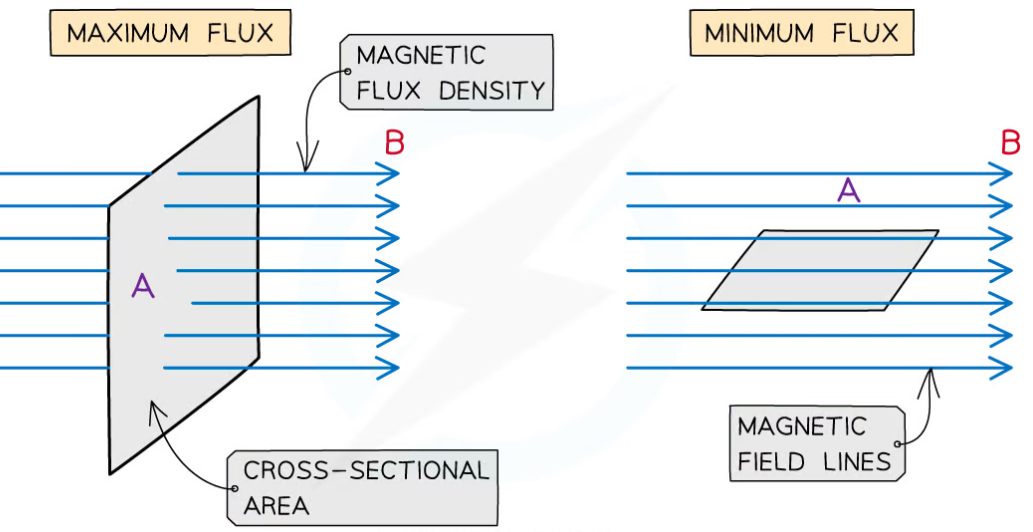 MAXIMUM FLUX
MINIMUM FLUX
MAGNETIC
FLUX DENSITY
B
B
A
A
MAGNETIC
FIELD LINES
CROSS-SECTIONAL
AREA